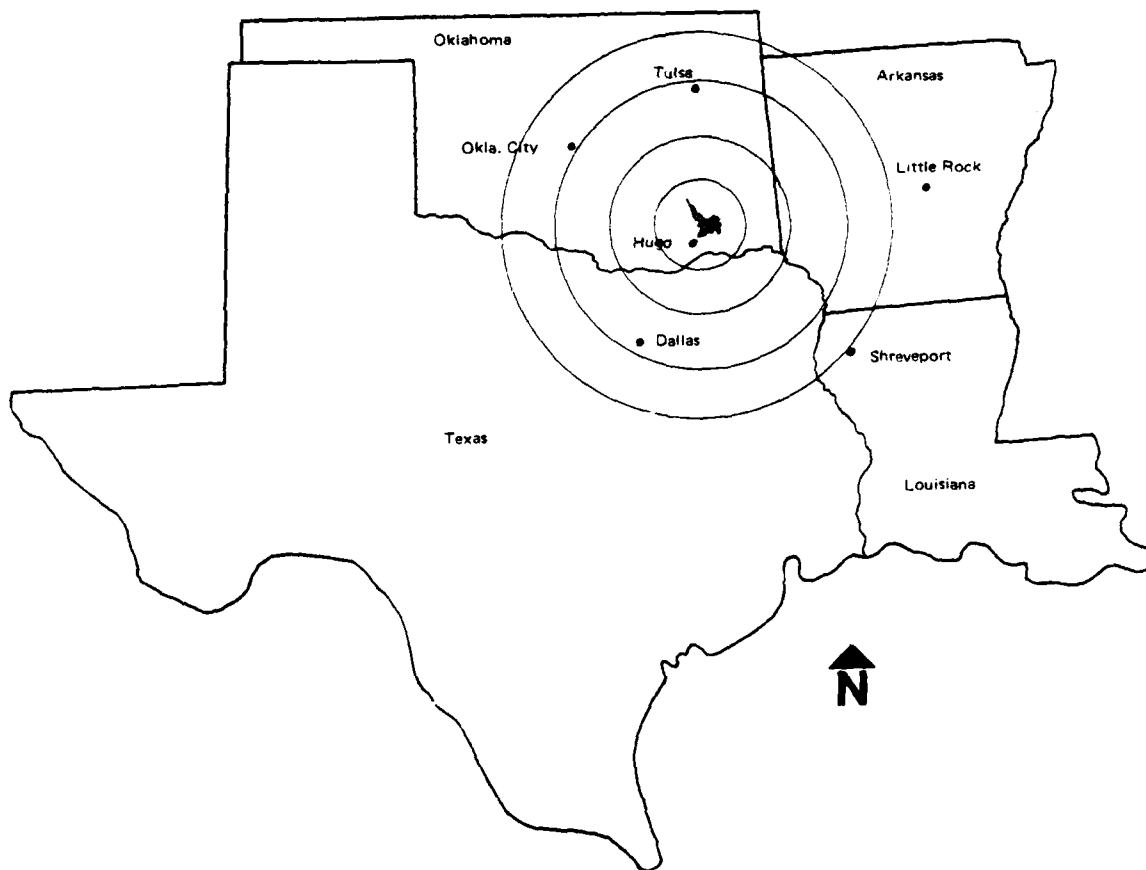 Oklahoma
Tulsa
Arkansas
Okla. City
Little Rock
Hugo
Dallas
Shreveport
Texas
Louisiana
N